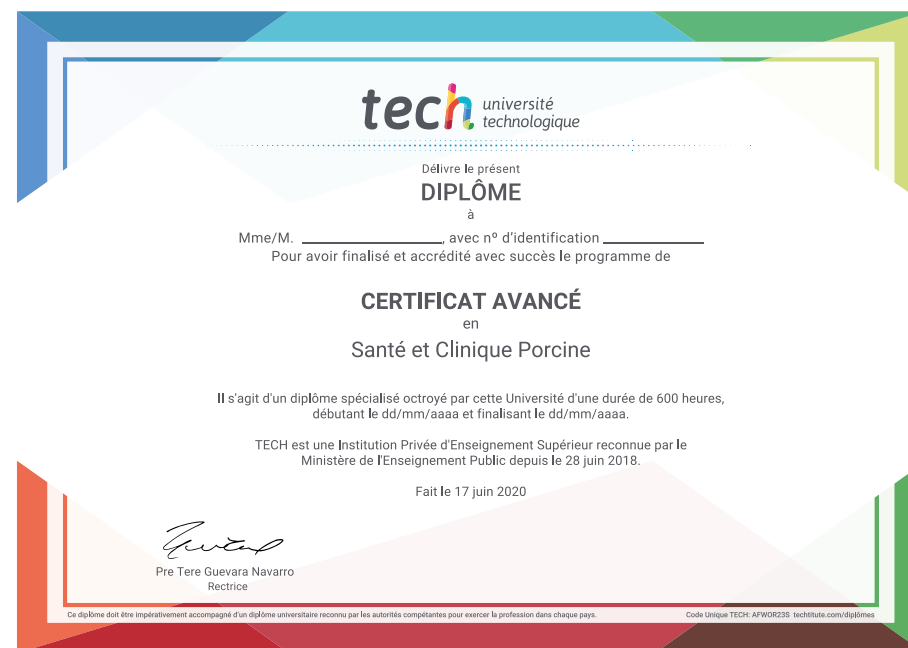 tech université
technologique
Délivre le présent
DIPLÔME
à
Mme/M. ____________________, avec nº d'identification ______________
Pour avoir finalisé et accrédité avec succès le programme de
CERTIFICAT AVANCÉ
en
Santé et Clinique Porcine
Il s'agit d'un diplôme spécialisé octroyé par cette Université d'une durée de 600 heures,
débutant le dd/mm/aaaa et finalisant le dd/mm/aaaa.
TECH est une Institution Privée d'Enseignement Supérieur reconnue par le
Ministère de l'Enseignement Public depuis le 28 juin 2018.
Fait le 17 juin 2020
Pre Tere Guevara Navarro
Rectrice
Ce diplôme doit être impérativement accompagné d'un diplôme universitaire reconnu par les autorités compétantes pour exercer la profession dans chaque pays.
Code Unique TECH: AFWOR23S techtitute.com/diplômes